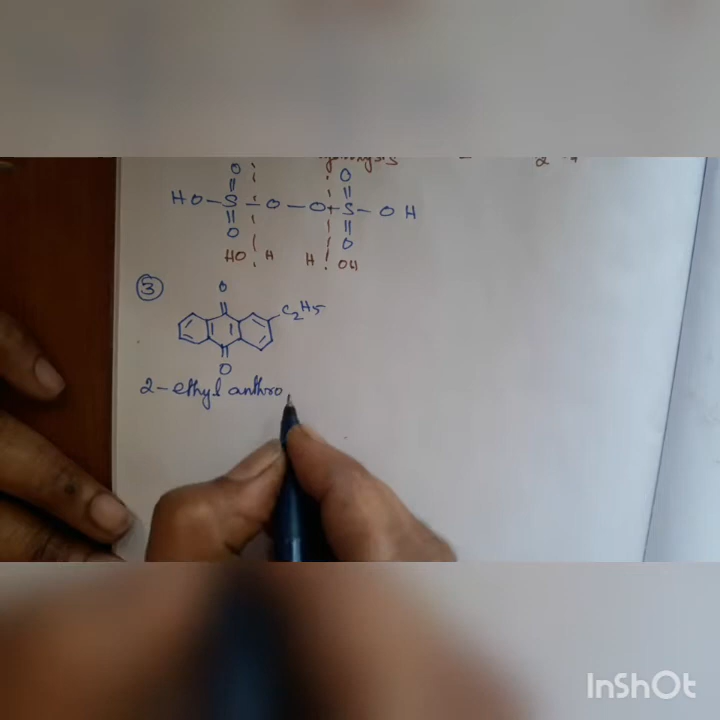 O O
HO-S-O-O-S-OH
O O
HO H H OH
③
O
C2H5
O
2-ethyl anthro
InShOt